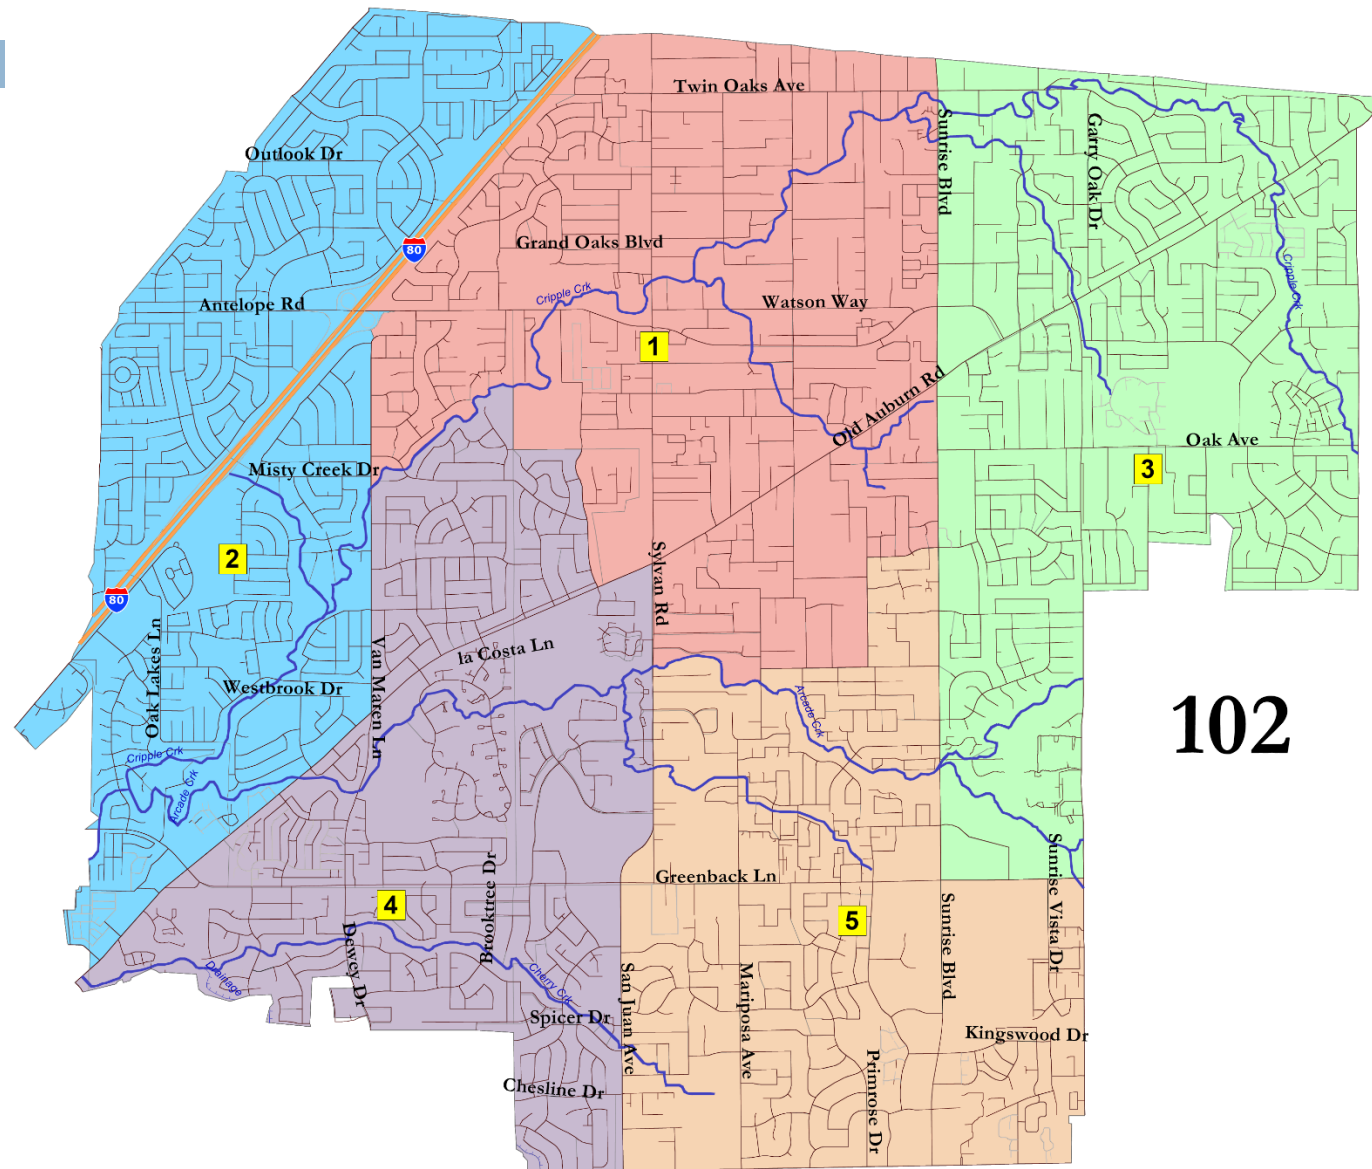 Twin Oaks Ave
Outlook Dr
Sunrise Blvd
Garry Oak Dr
80
Grand Oaks Blvd
Cripple Crk
Cripple Crk
Antelope Rd
Watson Way
1
Old Auburn Rd
Oak Ave
Misty Creek Dr
3
2
Sylvan Rd
80
Oak Lakes Ln
Van Maren Ln
la Costa Ln
Westbrook Dr
Arcade Crk
102
Cripple Crk
Arcade Crk
Sunrise Vista Dr
Greenback Ln
4
Brooktree Dr
5
Sunrise Blvd
Dewey Dr
Drainage
Cherry Crk
San Juan Ave
Mariposa Ave
Spicer Dr
Kingswood Dr
Primrose Dr
Chesline Dr